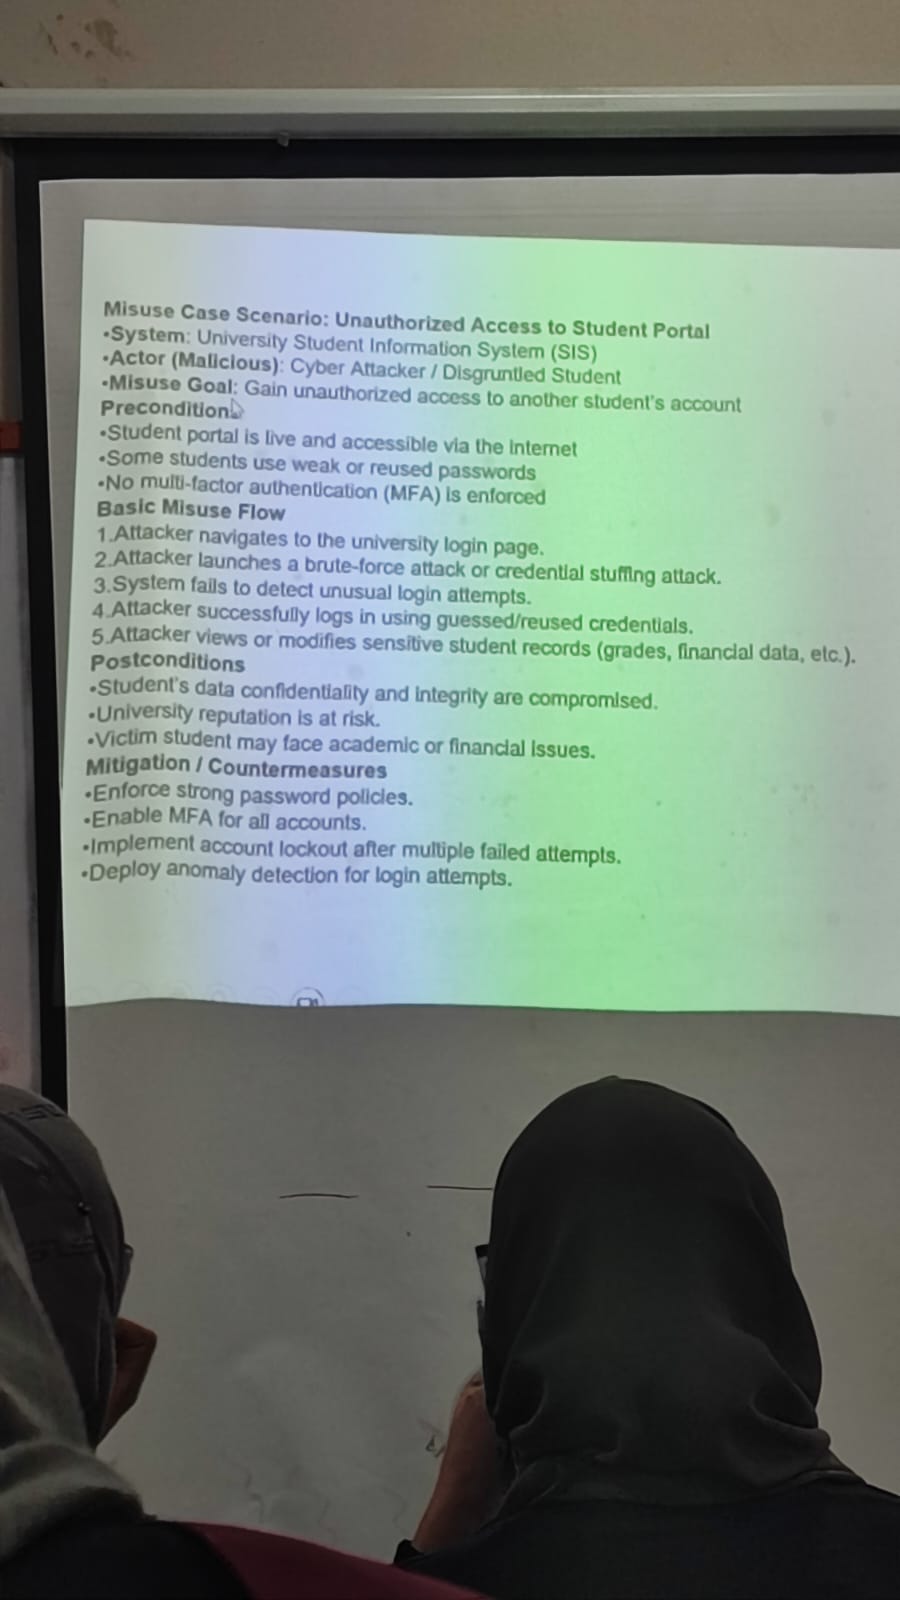 Misuse Case Scenario: Unauthorized Access to Student Portal
•System: University Student Information System (SIS)
•Actor (Malicious): Cyber Attacker / Disgruntled Student
•Misuse Goal: Gain unauthorized access to another student's account
Preconditions
•Student portal is live and accessible via the internet
•Some students use weak or reused passwords
•No multi-factor authentication (MFA) is enforced
Basic Misuse Flow
1.Attacker navigates to the university login page.
2.Attacker launches a brute-force attack or credential stuffing attack.
3.System fails to detect unusual login attempts.
4.Attacker successfully logs in using guessed/reused credentials.
5.Attacker views or modifies sensitive student records (grades, financial data, etc.).
Postconditions
•Student's data confidentiality and integrity are compromised.
•University reputation is at risk.
•Victim student may face academic or financial issues.
Mitigation / Countermeasures
•Enforce strong password policies.
•Enable MFA for all accounts.
•Implement account lockout after multiple failed attempts.
•Deploy anomaly detection for login attempts.